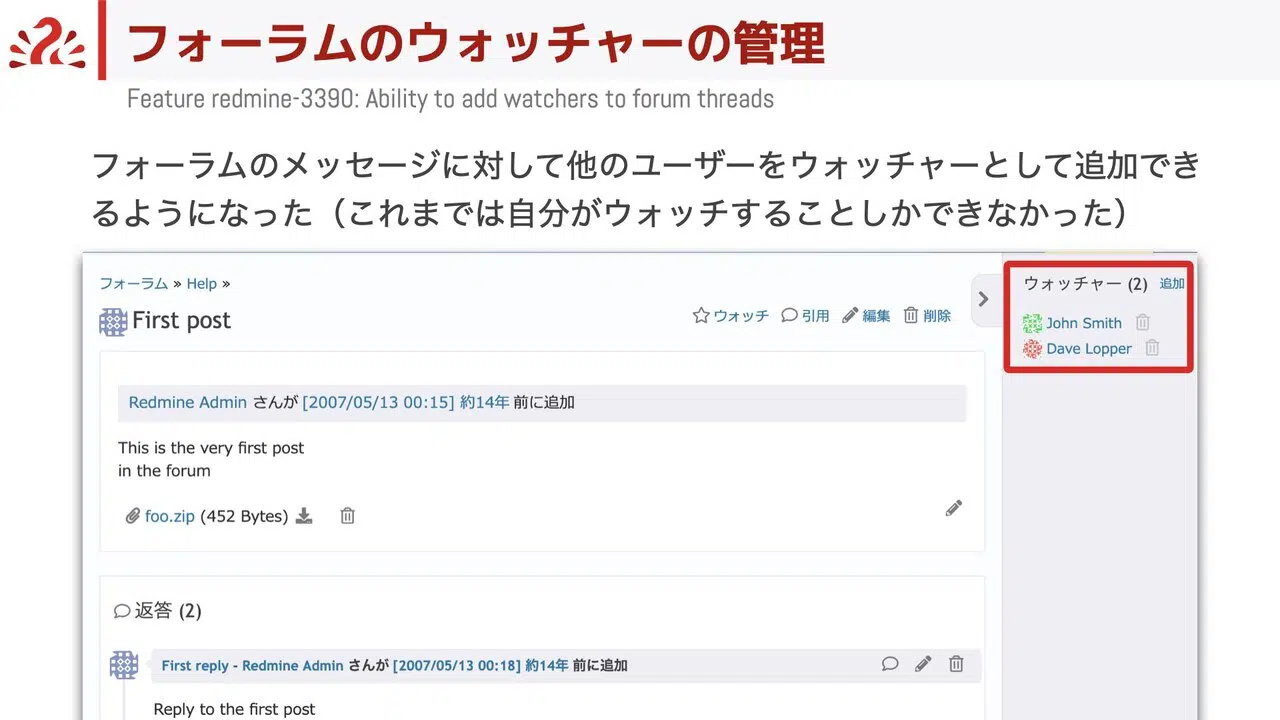 フォーラムのウォッチャーの管理
Feature redmine-3390: Ability to add watchers to forum threads
フォーラムのメッセージに対して他のユーザーをウォッチャーとして追加でき
るようになった（これまでは自分がウォッチすることしかできなかった）
フォーラム » Help »
First post
ウォッチ 引用 編集 削除
ウォッチャー (2) 追加
John Smith
Dave Lopper
Redmine Admin さんが [2007/05/13 00:15] 約14年 前に追加
This is the very first post
in the forum
foo.zip (452 Bytes)
返答 (2)
First reply - Redmine Admin さんが [2007/05/13 00:18] 約14年 前に追加
Reply to the first post